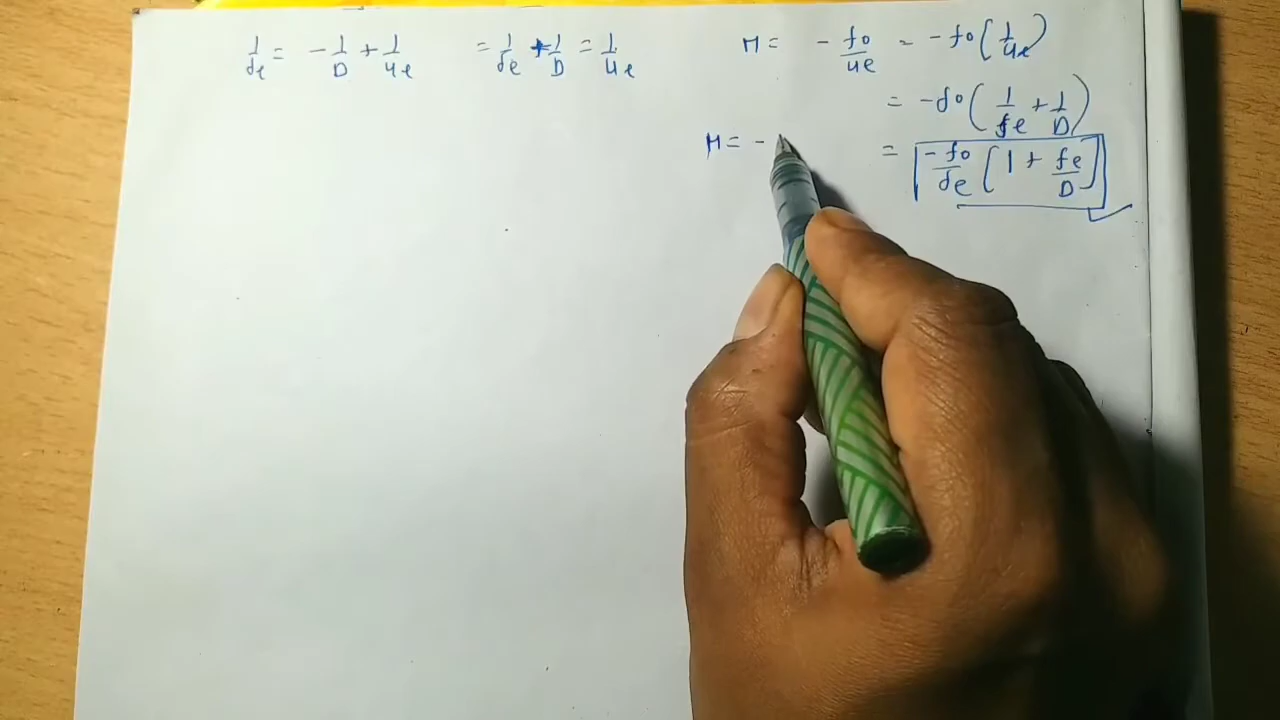 1/fe = -1/D + 1/ue = 1/fe + 1/D = 1/ue
M = - fo/ue = -fo(1/ue)
= -fo(1/fe + 1/D)
M = -
= -fo/fe [1 + fe/D]